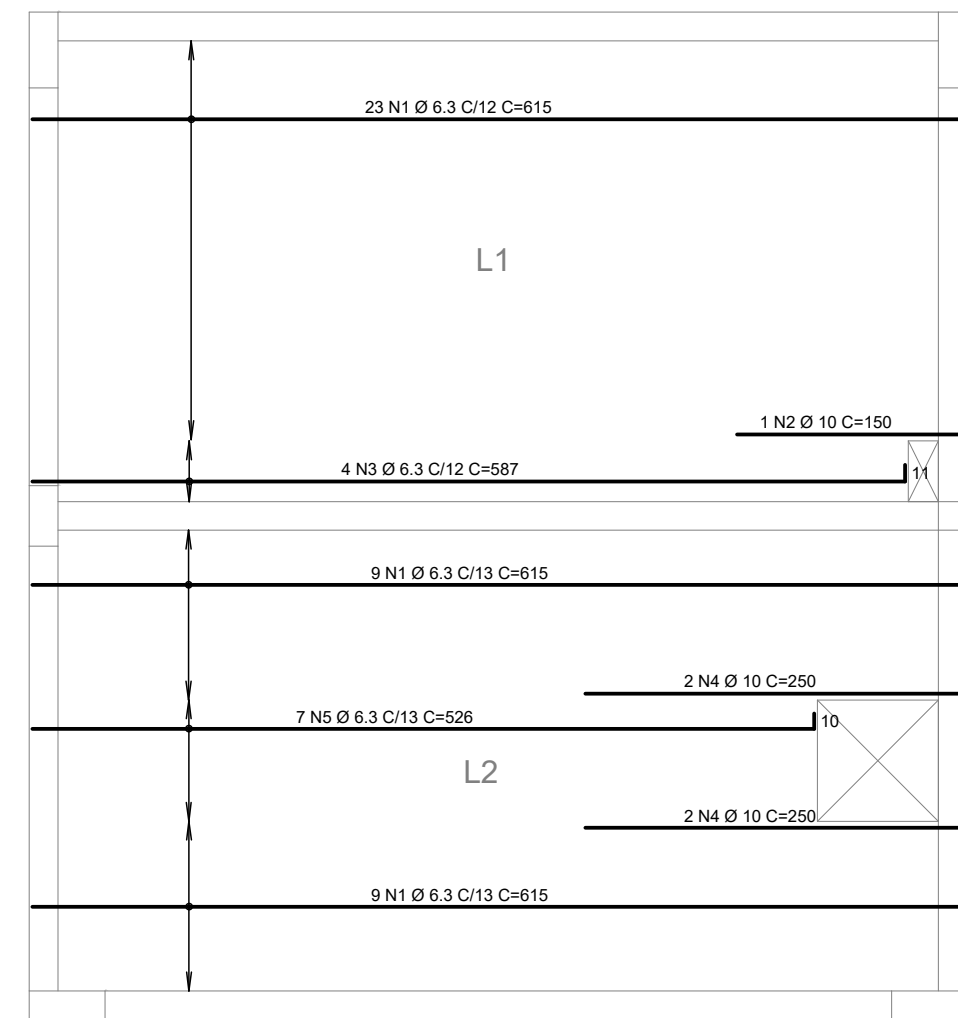 23 N1 Ø 6.3 C/12 C=615
L1
1 N2 Ø 10 C=150
4 N3 Ø 6.3 C/12 C=587
11
9 N1 Ø 6.3 C/13 C=615
2 N4 Ø 10 C=250
7 N5 Ø 6.3 C/13 C=526
10
L2
2 N4 Ø 10 C=250
9 N1 Ø 6.3 C/13 C=615